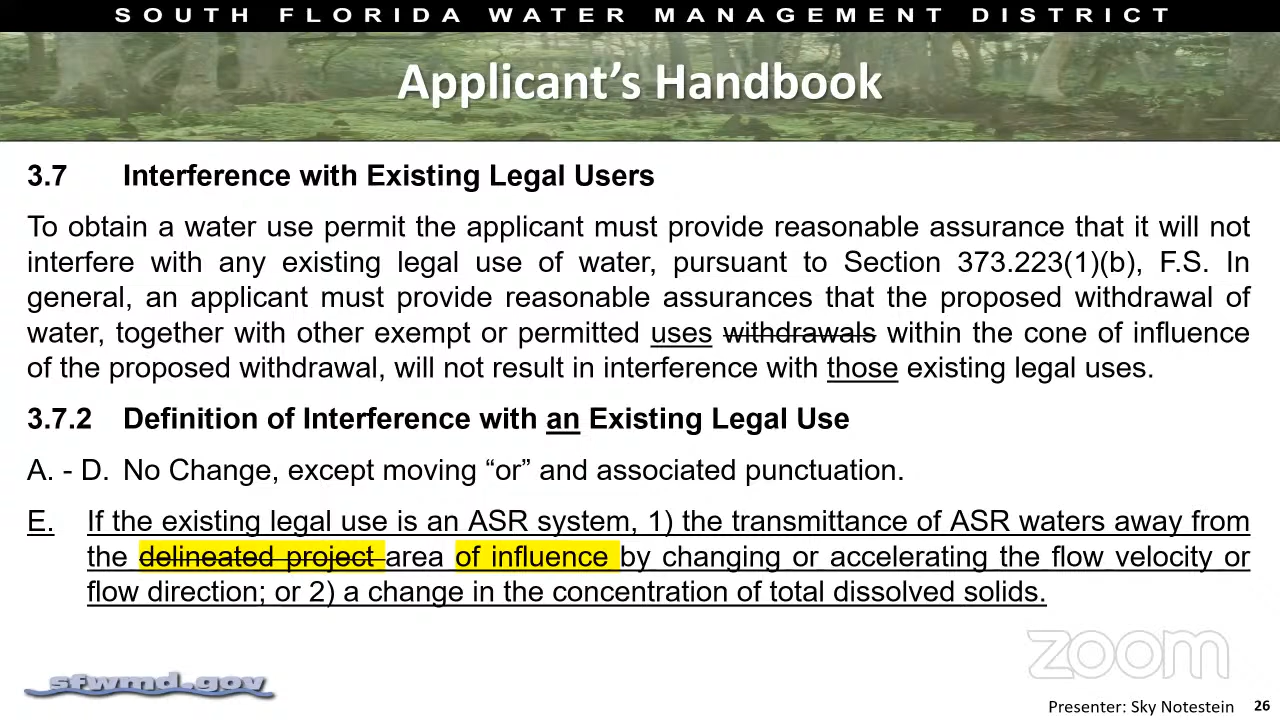 SOUTH FLORIDA WATER MANAGEMENT DISTRICT
Applicant's Handbook
3.7 Interference with Existing Legal Users
To obtain a water use permit the applicant must provide reasonable assurance that it will not
interfere with any existing legal use of water, pursuant to Section 373.223(1)(b), F.S. In
general, an applicant must provide reasonable assurances that the proposed withdrawal of
water, together with other exempt or permitted uses withdrawals within the cone of influence
of the proposed withdrawal, will not result in interference with those existing legal uses.
3.7.2 Definition of Interference with an Existing Legal Use
A. - D. No Change, except moving “or” and associated punctuation.
E. If the existing legal use is an ASR system, 1) the transmittance of ASR waters away from
the delineated project area of influence by changing or accelerating the flow velocity or
flow direction; or 2) a change in the concentration of total dissolved solids.
zoom
sfwmd.gov
Presenter: Sky Notestein 26